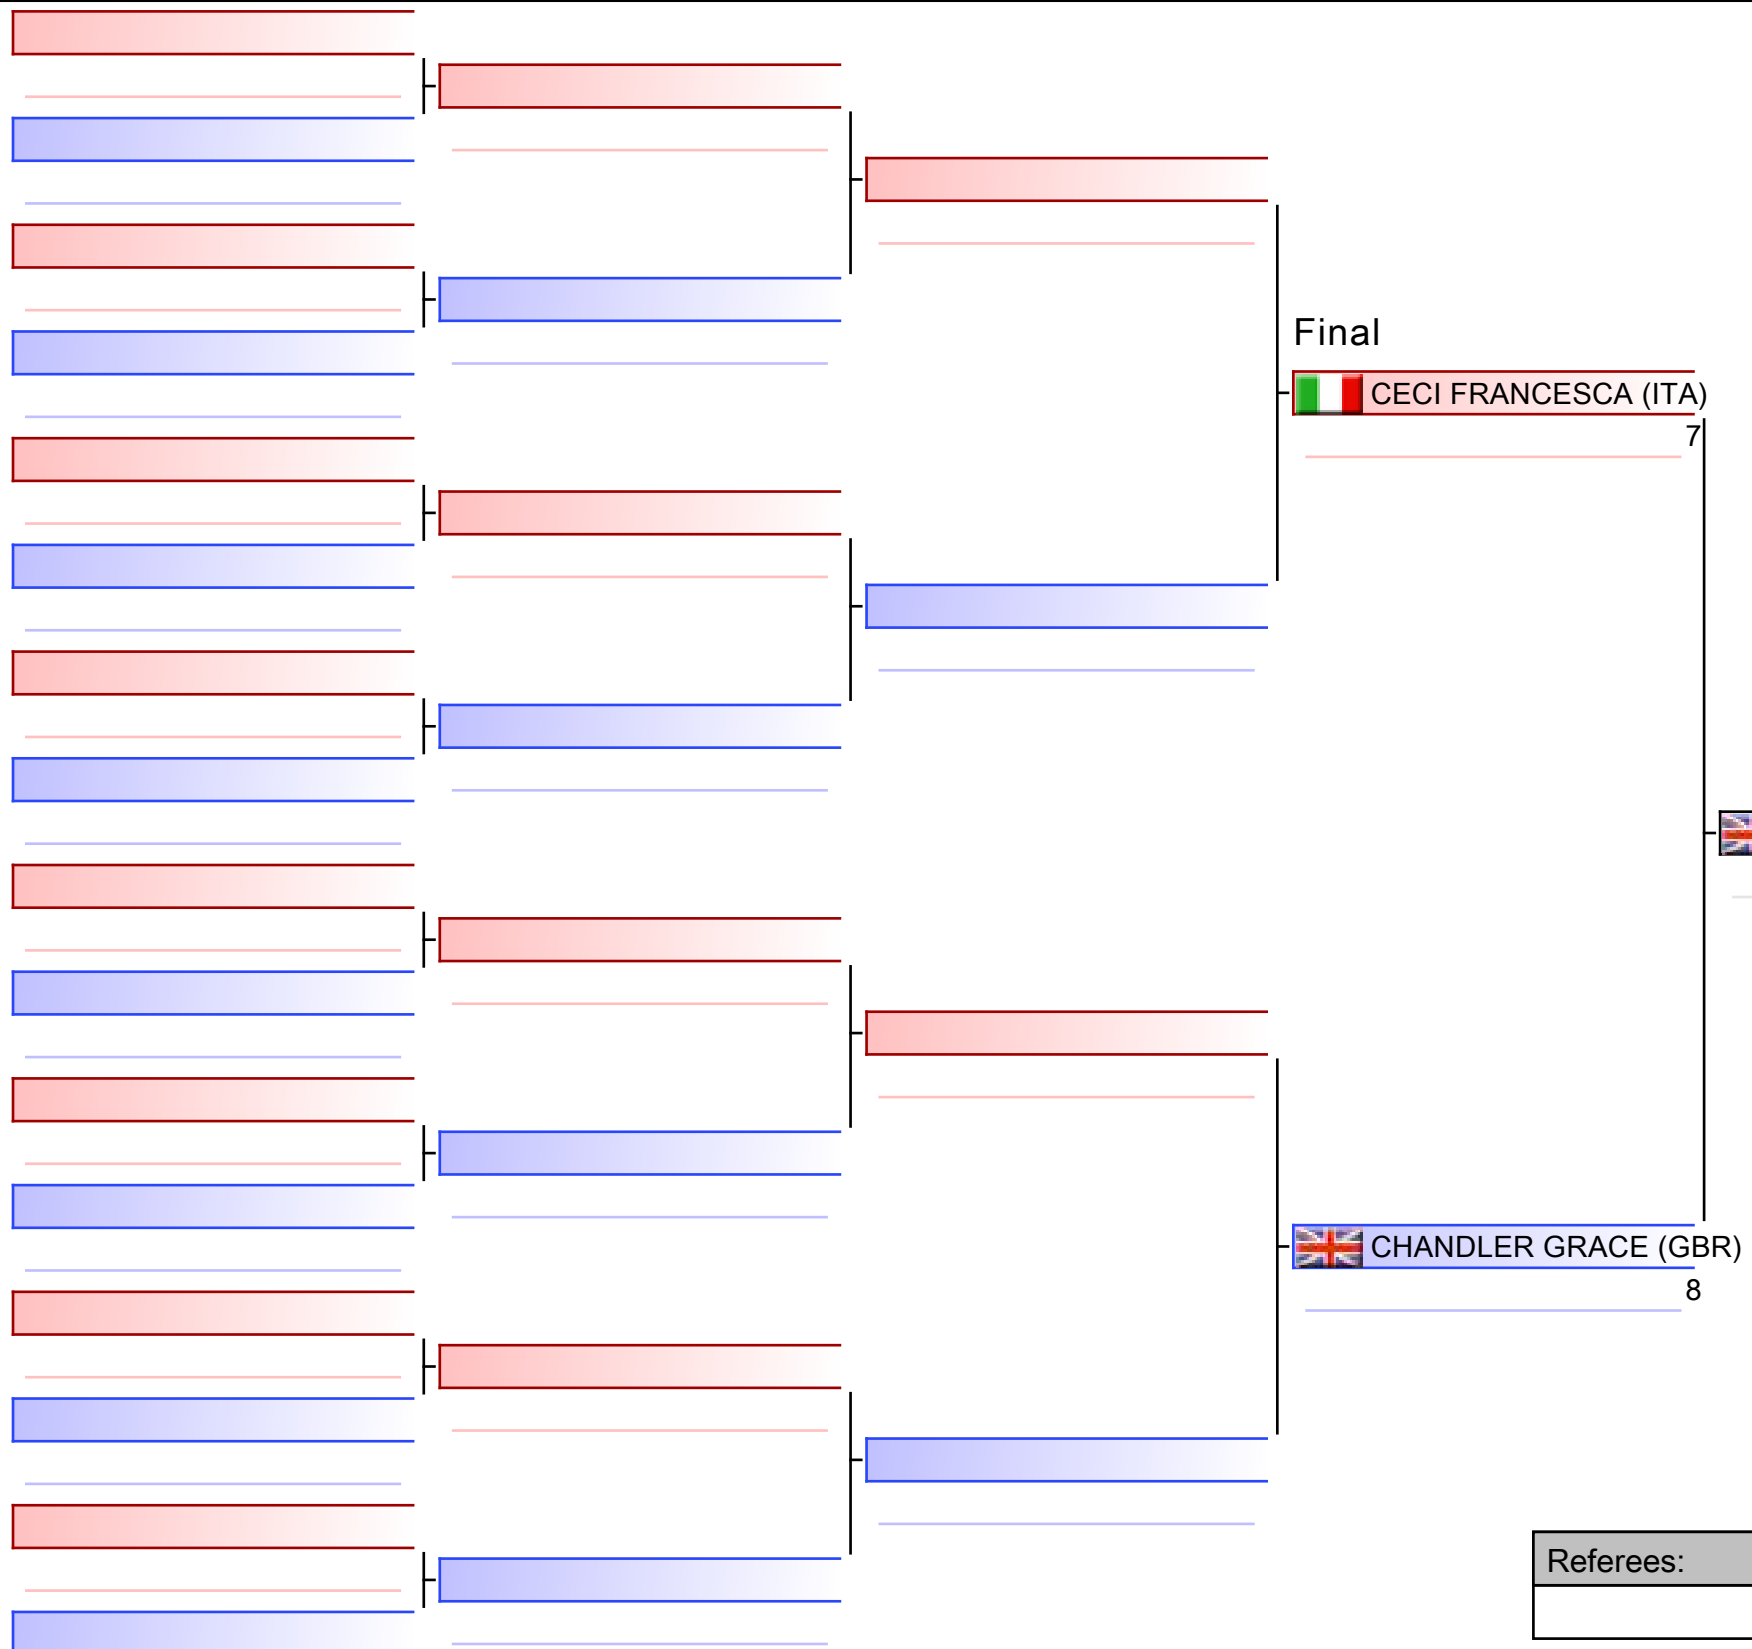 Final
CECI FRANCESCA (ITA)
7
CHANDLER GRACE (GBR)
8
Referees: